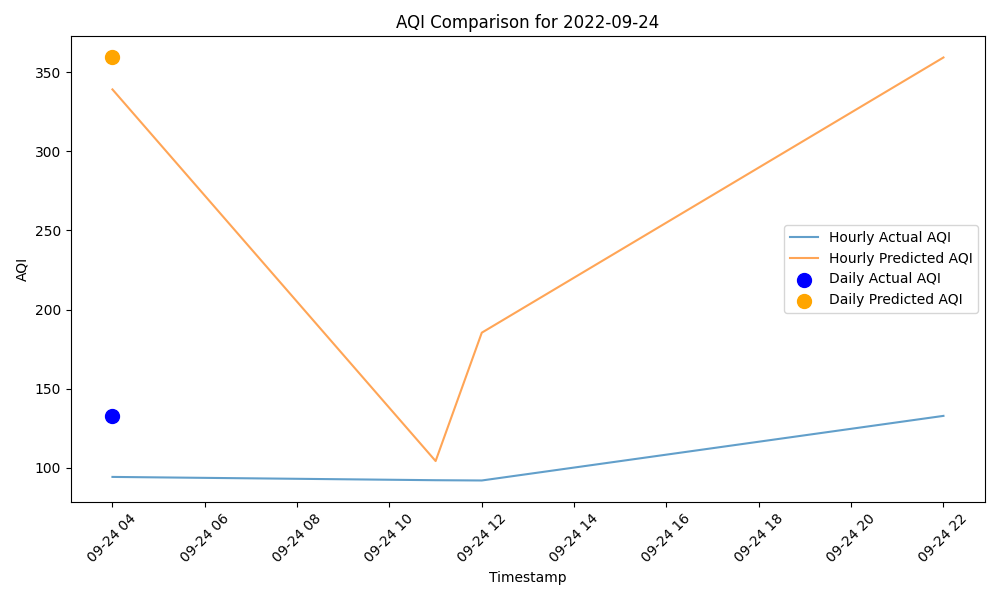 AQI Comparison for 2022-09-24
AQI
350
300
250
200
150
100
Hourly Actual AQI
Hourly Predicted AQI
Daily Actual AQI
Daily Predicted AQI
09-24 04
09-24 06
09-24 08
09-24 10
09-24 12
09-24 14
09-24 16
09-24 18
09-24 20
09-24 22
Timestamp